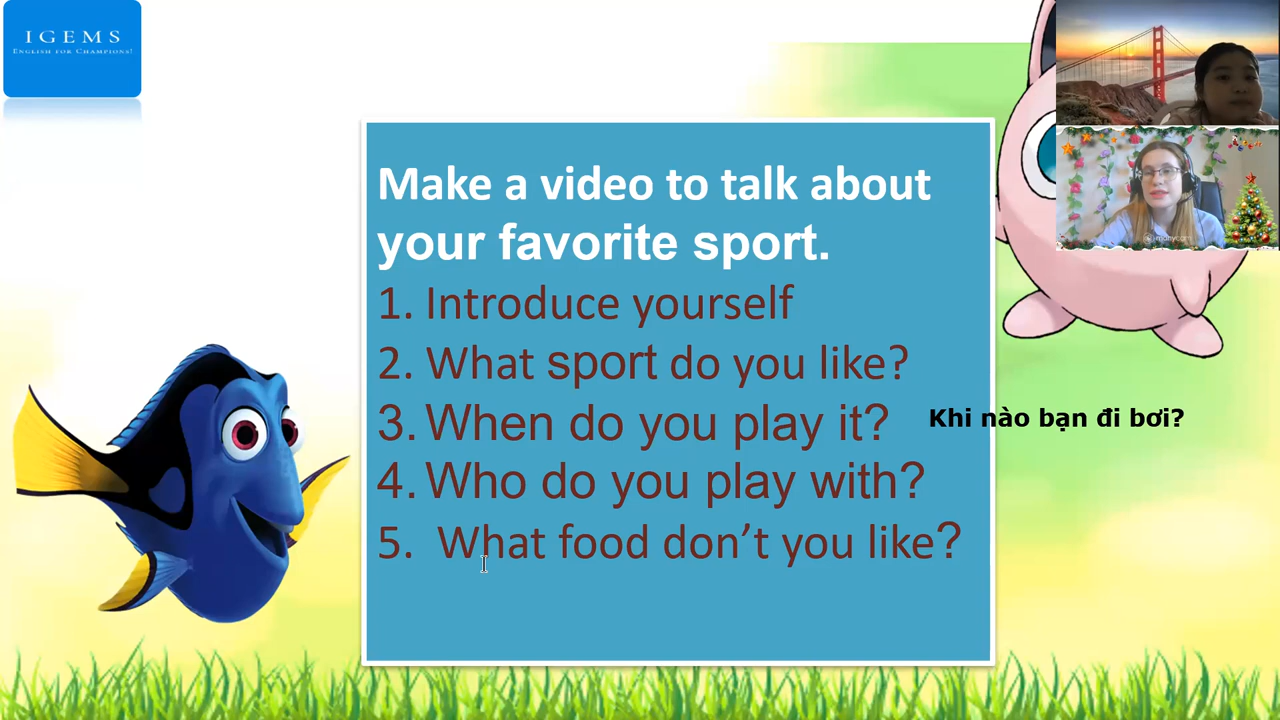 IGEMS
ENGLISH FOR CHAMPIONS!
Make a video to talk about
your favorite sport.
1. Introduce yourself
2. What sport do you like?
3. When do you play it?
Khi nào bạn đi bơi?
4. Who do you play with?
5. What food don’t you like?
manycam